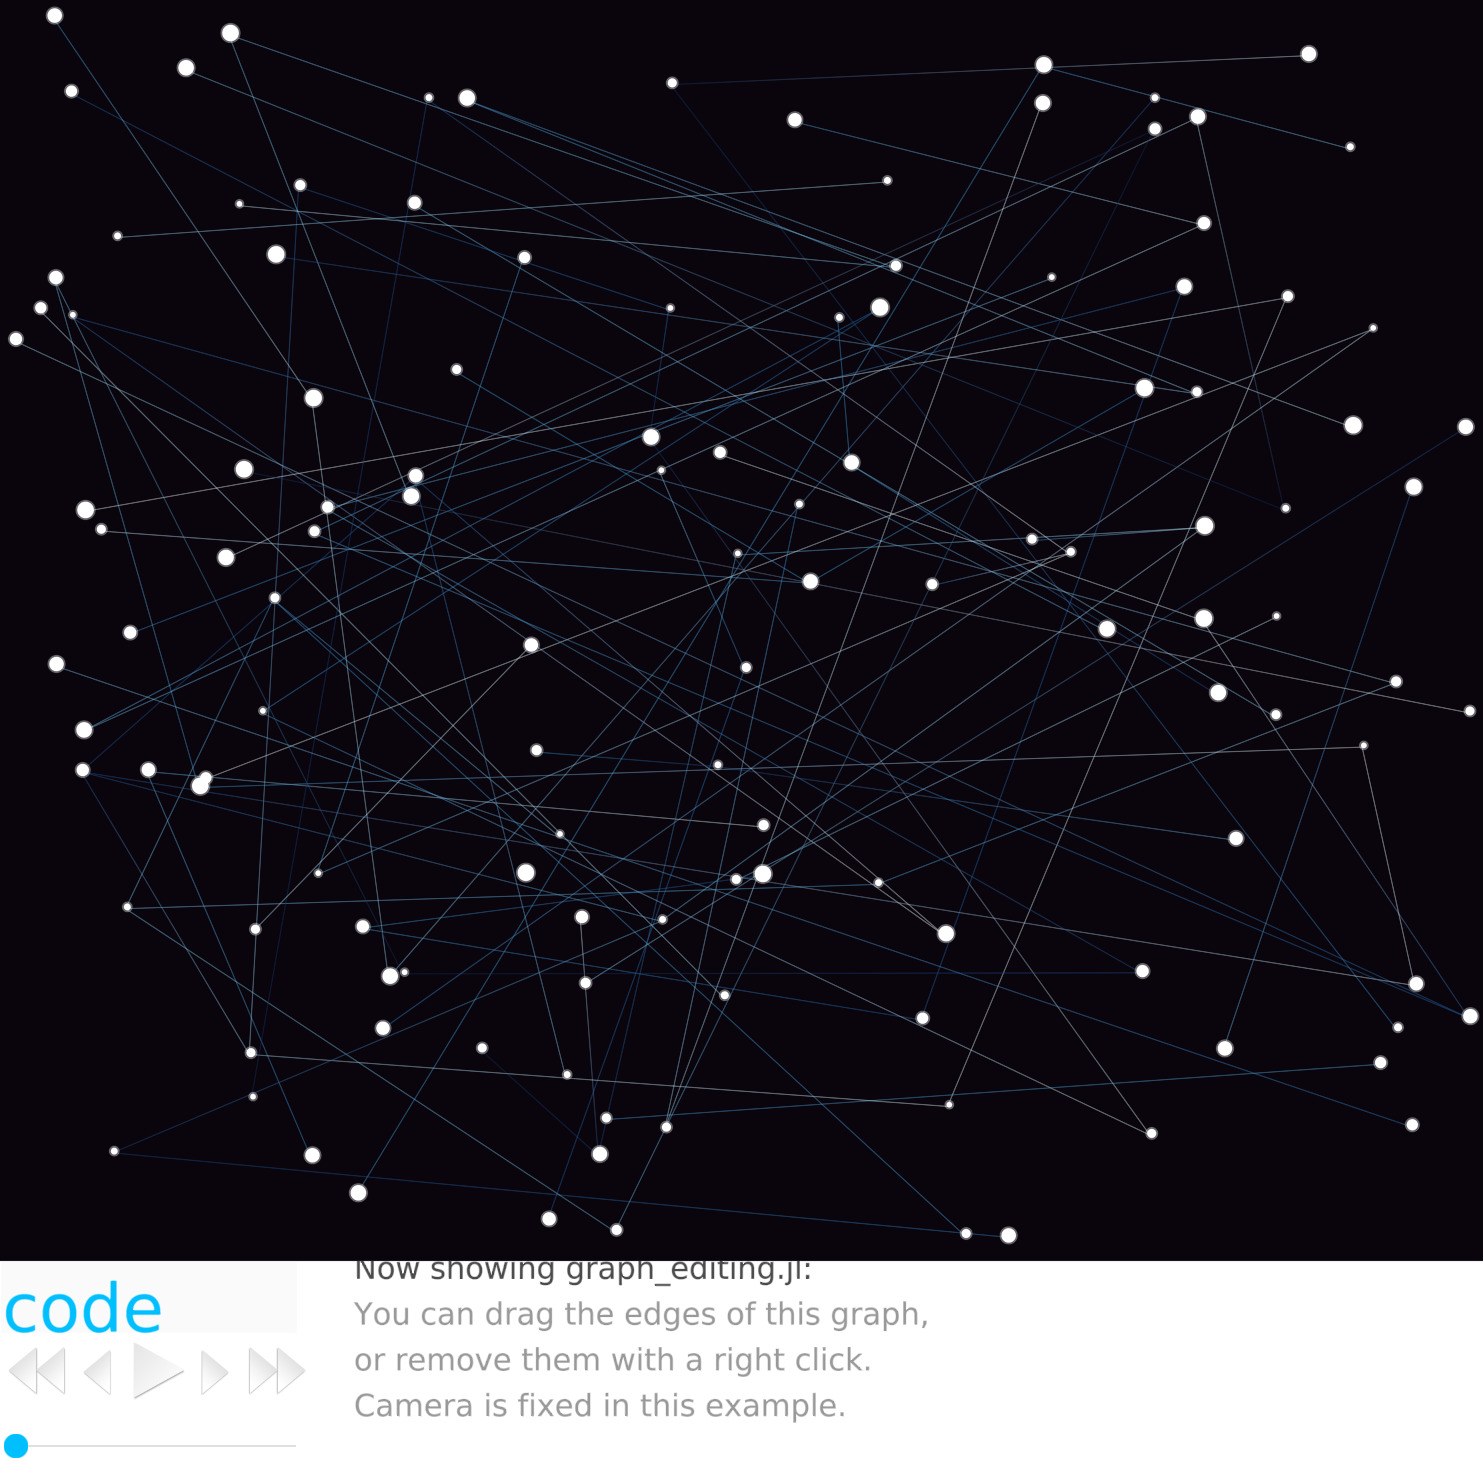 Now showing graph_editing.jl:
code
You can drag the edges of this graph,
or remove them with a right click.
Camera is fixed in this example.